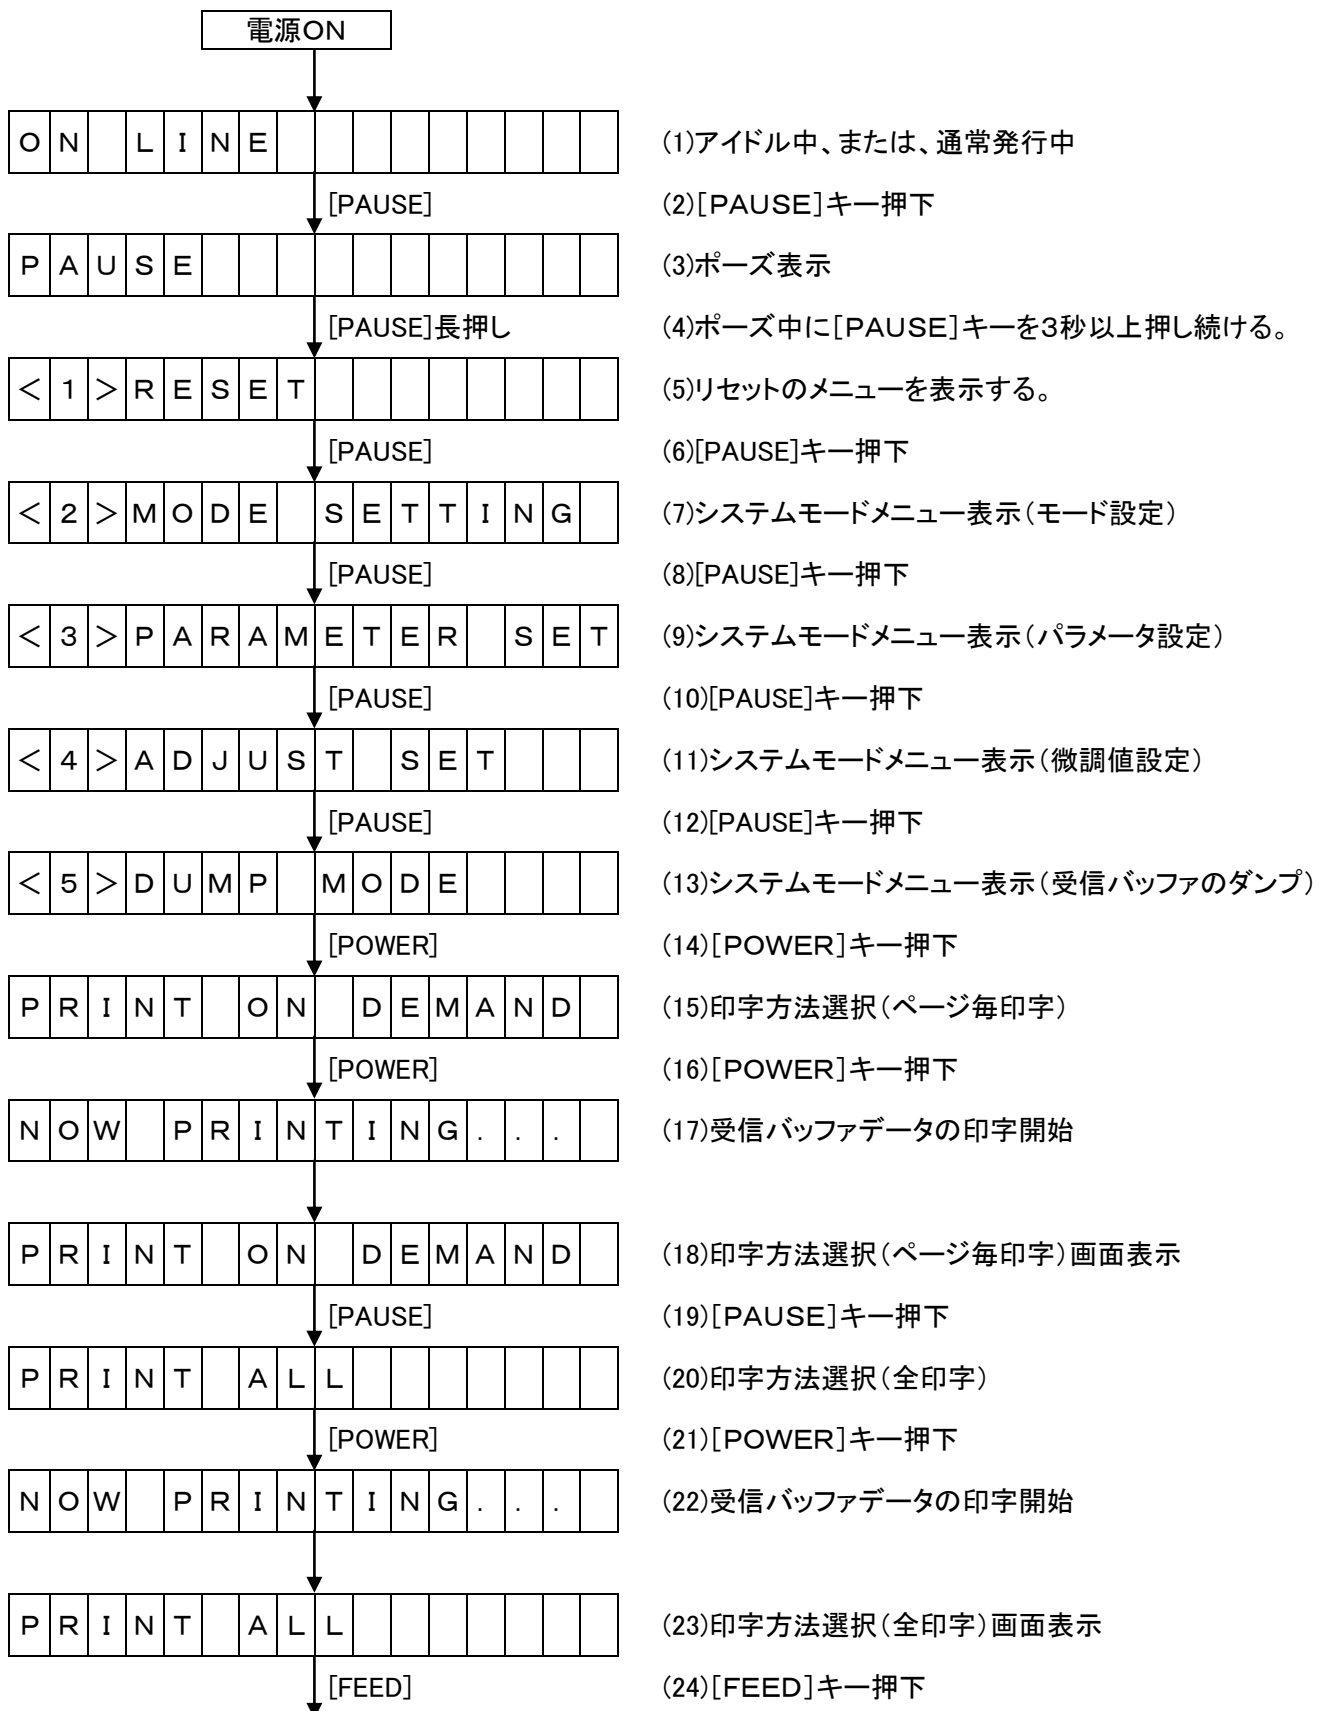 電源ON
ON LINE (1)アイドル中、または、通常発行中
[PAUSE] (2)[PAUSE]キー押下
PAUSE (3)ポーズ表示
[PAUSE]長押し (4)ポーズ中に[PAUSE]キーを3秒以上押し続ける。
<1>RESET (5)リセットのメニューを表示する。
[PAUSE] (6)[PAUSE]キー押下
<2>MODE SETTING (7)システムモードメニュー表示(モード設定)
[PAUSE] (8)[PAUSE]キー押下
<3>PARAMETER SET (9)システムモードメニュー表示(パラメータ設定)
[PAUSE] (10)[PAUSE]キー押下
<4>ADJUST SET (11)システムモードメニュー表示(微調値設定)
[PAUSE] (12)[PAUSE]キー押下
<5>DUMP MODE (13)システムモードメニュー表示(受信バッファのダンプ)
[POWER] (14)[POWER]キー押下
PRINT ON DEMAND (15)印字方法選択(ページ毎印字)
[POWER] (16)[POWER]キー押下
NOW PRINTING... (17)受信バッファデータの印字開始
PRINT ON DEMAND (18)印字方法選択(ページ毎印字)画面表示
[PAUSE] (19)[PAUSE]キー押下
PRINT ALL (20)印字方法選択(全印字)
[POWER] (21)[POWER]キー押下
NOW PRINTING... (22)受信バッファデータの印字開始
PRINT ALL (23)印字方法選択(全印字)画面表示
[FEED] (24)[FEED]キー押下